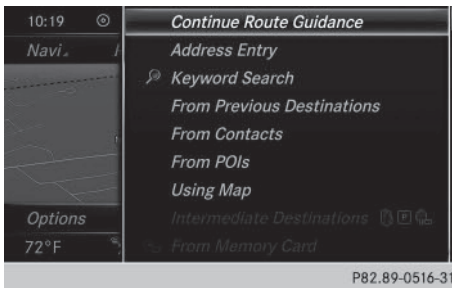 10:19
Navi
Options
72°F
Continue Route Guidance
Address Entry
Keyword Search
From Previous Destinations
From Contacts
From POIs
Using Map
Intermediate Destinations
From Memory Card
P82.89-0516-31